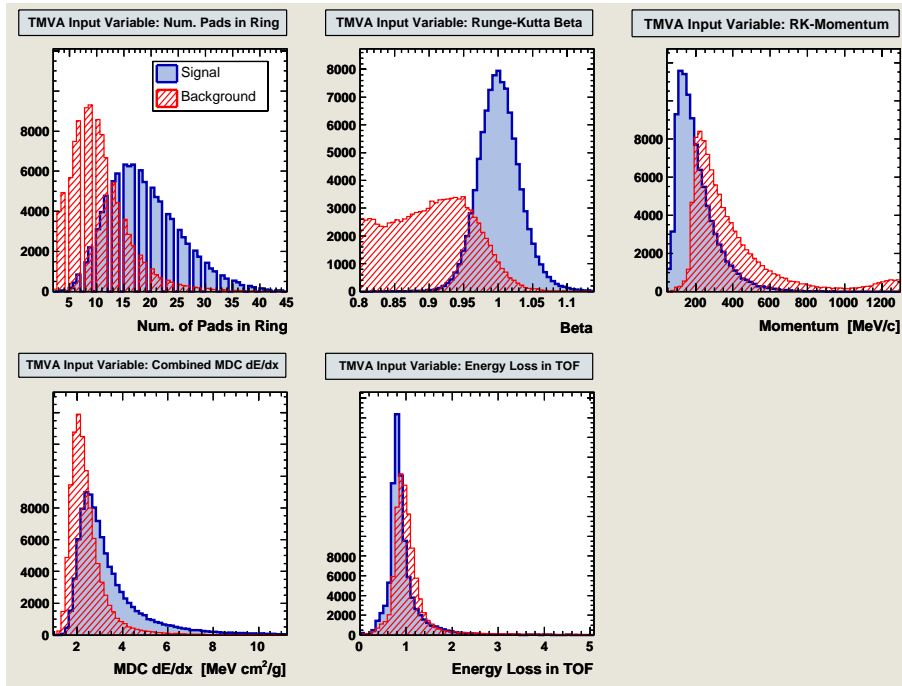 TMVA Input Variable: Num. Pads in Ring
TMVA Input Variable: Runge-Kutta Beta
TMVA Input Variable: RK-Momentum
Signal
Background
8000
6000
4000
2000
0
5 10 15 20 25 30 35 40 45
Num. of Pads in Ring
8000
7000
6000
5000
4000
3000
2000
1000
0
0.8 0.85 0.9 0.95 1 1.05 1.1
Beta
8000
6000
4000
2000
0
200 400 600 800 1000 1200
Momentum [MeV/c]
TMVA Input Variable: Combined MDC dE/dx
TMVA Input Variable: Energy Loss in TOF
8000
6000
4000
2000
0
2 4 6 8 10
MDC dE/dx [MeV cm²/g]
8000
6000
4000
2000
0
0 1 2 3 4 5
Energy Loss in TOF